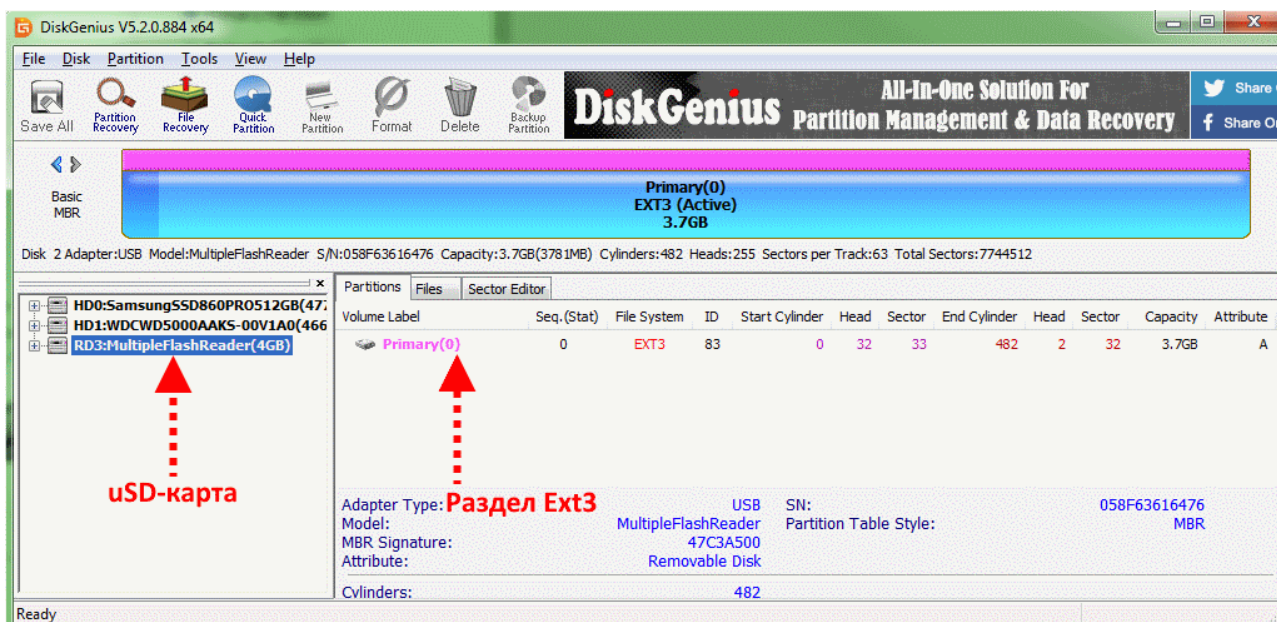 DiskGenius V5.2.0.884 x64
File Disk Partition Tools View Help
Save All
Partition Recovery
File Recovery
Quick Partition
New Partition
Format
Delete
Backup Partition
DiskGenius
All-In-One Solution For
Partition Management & Data Recovery
Share
Share On
Basic
MBR
Primary(0)
EXT3 (Active)
3.7GB
Disk 2 Adapter:USB Model:MultipleFlashReader S/N:058F63616476 Capacity:3.7GB(3781MB) Cylinders:482 Heads:255 Sectors per Track:63 Total Sectors:7744512
HD0:SamsungSSD860PRO512GB(47
HD1:WDCWD5000AAKS-00V1A0(466
RD3:MultipleFlashReader(4GB)
uSD-карта
Partitions Files Sector Editor
Volume Label Seq.(Stat) File System ID Start Cylinder Head Sector End Cylinder Head Sector Capacity Attribute
Primary(0) 0 EXT3 83 0 32 33 482 2 32 3.7GB A
Раздел Ext3
Adapter Type: USB SN: 058F63616476
Model: MultipleFlashReader Partition Table Style: MBR
MBR Signature: 47C3A500
Attribute: Removable Disk
Cylinders: 482
Ready